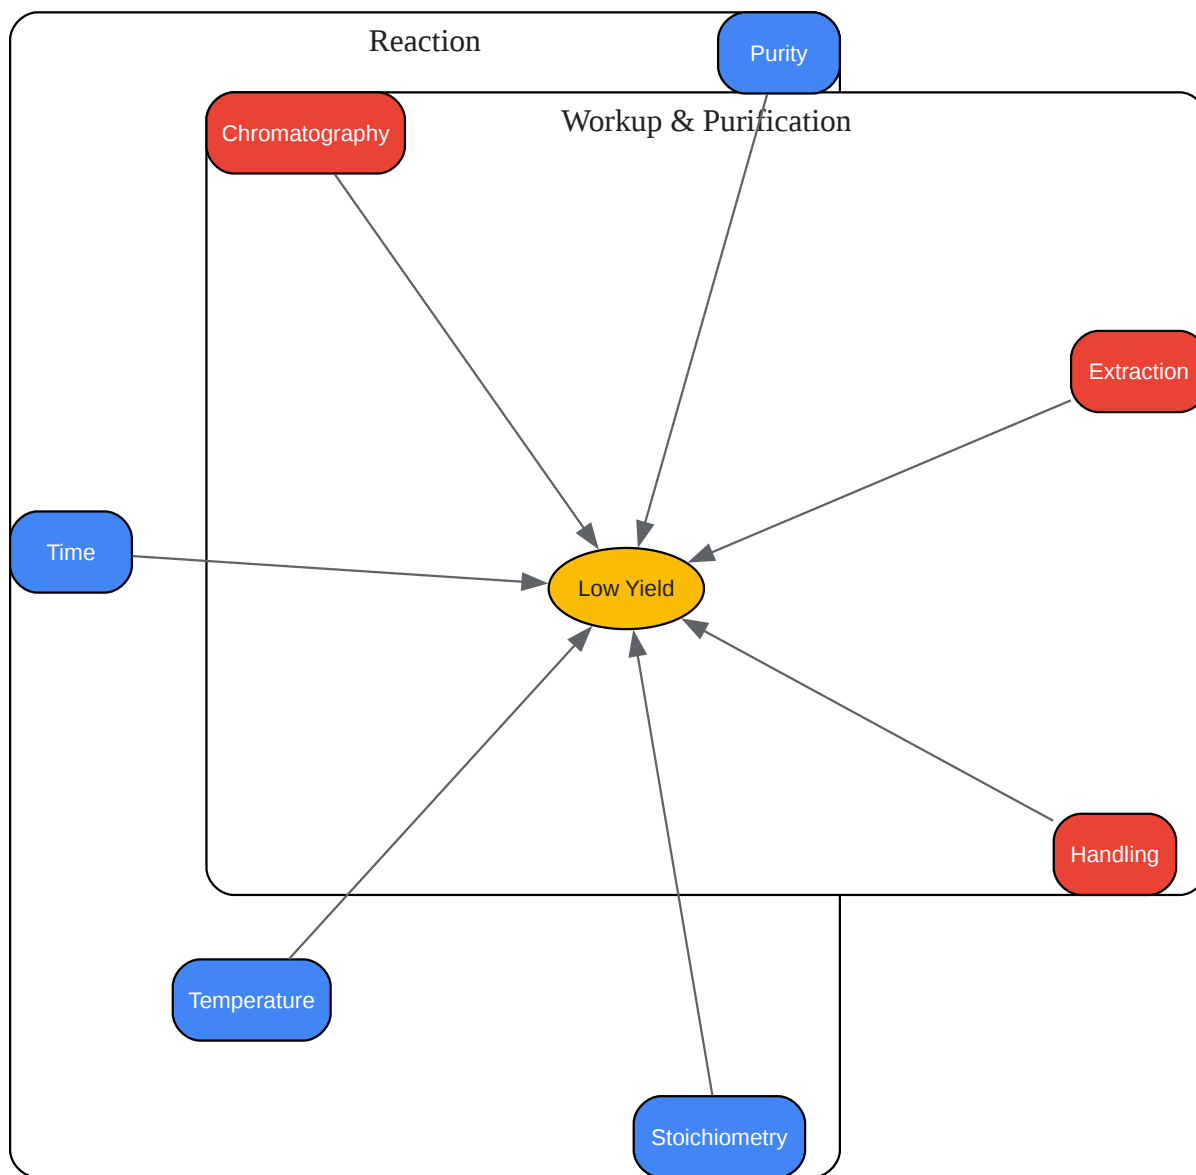 Reaction
Purity
Workup & Purification
Chromatography
Extraction
Time
Low Yield
Handling
Temperature
Stoichiometry